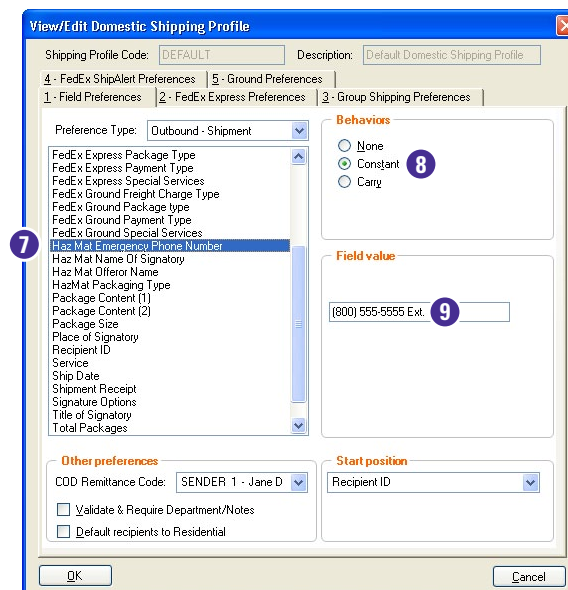 View/Edit Domestic Shipping Profile
Shipping Profile Code: DEFAULT Description: Default Domestic Shipping Profile
4 - FedEx ShipAlert Preferences 5 - Ground Preferences
1 - Field Preferences 2 - FedEx Express Preferences 3 - Group Shipping Preferences
Preference Type: Outbound - Shipment
FedEx Express Package Type
FedEx Express Payment Type
FedEx Express Special Services
FedEx Ground Freight Charge Type
FedEx Ground Package type
FedEx Ground Payment Type
FedEx Ground Special Services
7 Haz Mat Emergency Phone Number
Haz Mat Name Of Signatory
Haz Mat Offeror Name
HazMat Packaging Type
Package Content (1)
Package Content (2)
Package Size
Place of Signatory
Recipient ID
Service
Ship Date
Shipment Receipt
Signature Options
Title of Signatory
Total Packages
Behaviors
None
Constant 8
Carry
Field value
(800) 555-5555 Ext. 9
Other preferences
COD Remittance Code: SENDER 1 - Jane D
Validate & Require Department/Notes
Default recipients to Residential
Start position
Recipient ID
OK Cancel